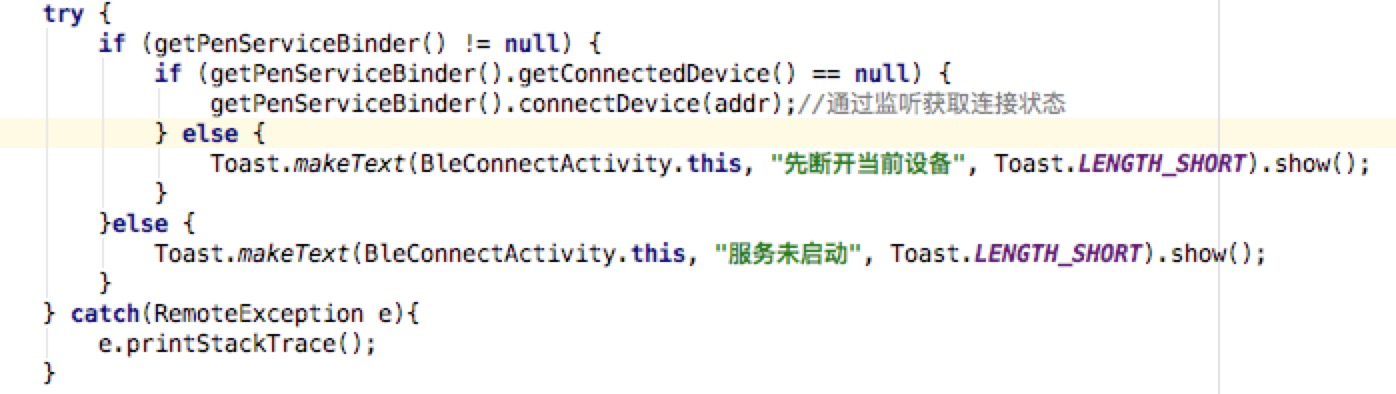 try {
if (getPenServiceBinder() != null) {
if (getPenServiceBinder().getConnectedDevice() == null) {
getPenServiceBinder().connectDevice(addr);//通过监听获取连接状态
} else {
Toast.makeText(BleConnectActivity.this, "先断开当前设备", Toast.LENGTH_SHORT).show();
}
}else {
Toast.makeText(BleConnectActivity.this, "服务未启动", Toast.LENGTH_SHORT).show();
}
} catch(RemoteException e){
e.printStackTrace();
}